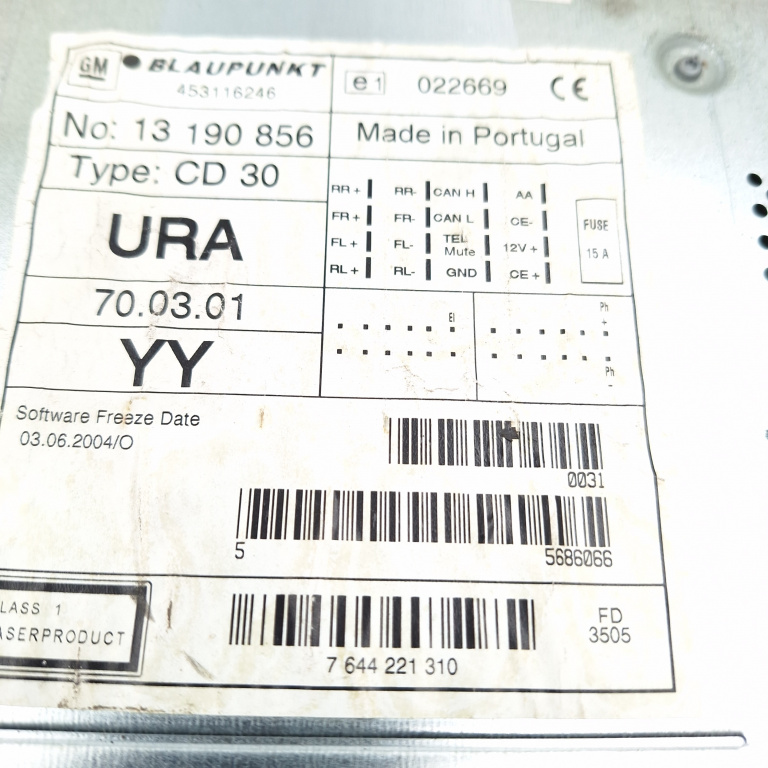 GM BLAUPUNKT
453116246
e1 022669 CE
No: 13 190 856
Made in Portugal
Type: CD 30
RR+ RR- CAN H AA
FR+ FR- CAN L CE-
FL+ FL- TEL Mute 12V+
RL+ RL- GND CE+
FUSE
15 A
URA
70.03.01
YY
El
Ph
+
Ph
-
Software Freeze Date
03.06.2004/O
0031
5 5686066
LASS 1
ASERPRODUCT
7 644 221 310
FD
3505